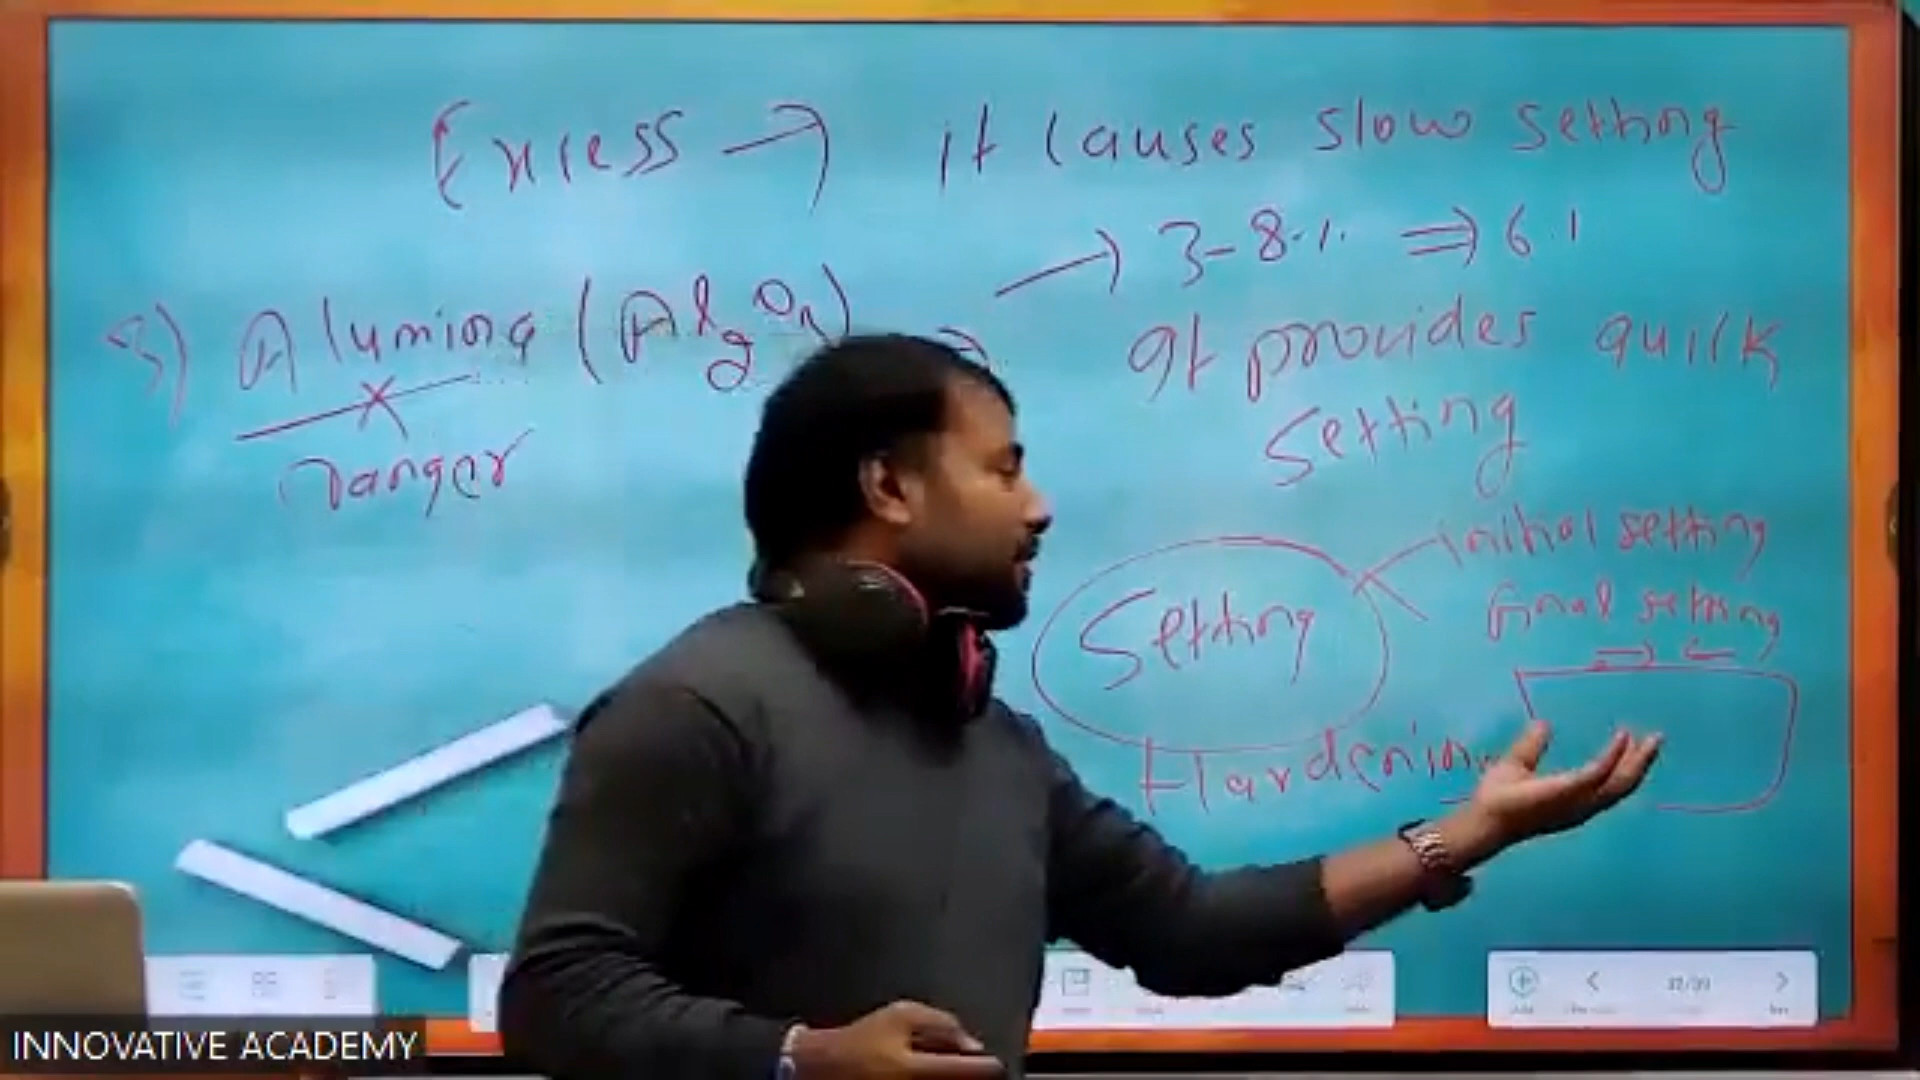 Excess → it causes slow setting
→ 3-8% ⇒ 6%
3) Alumina (Al2O3) → It provides quick
setting
Danger
initial setting
Setting
final setting
Hardening
INNOVATIVE ACADEMY